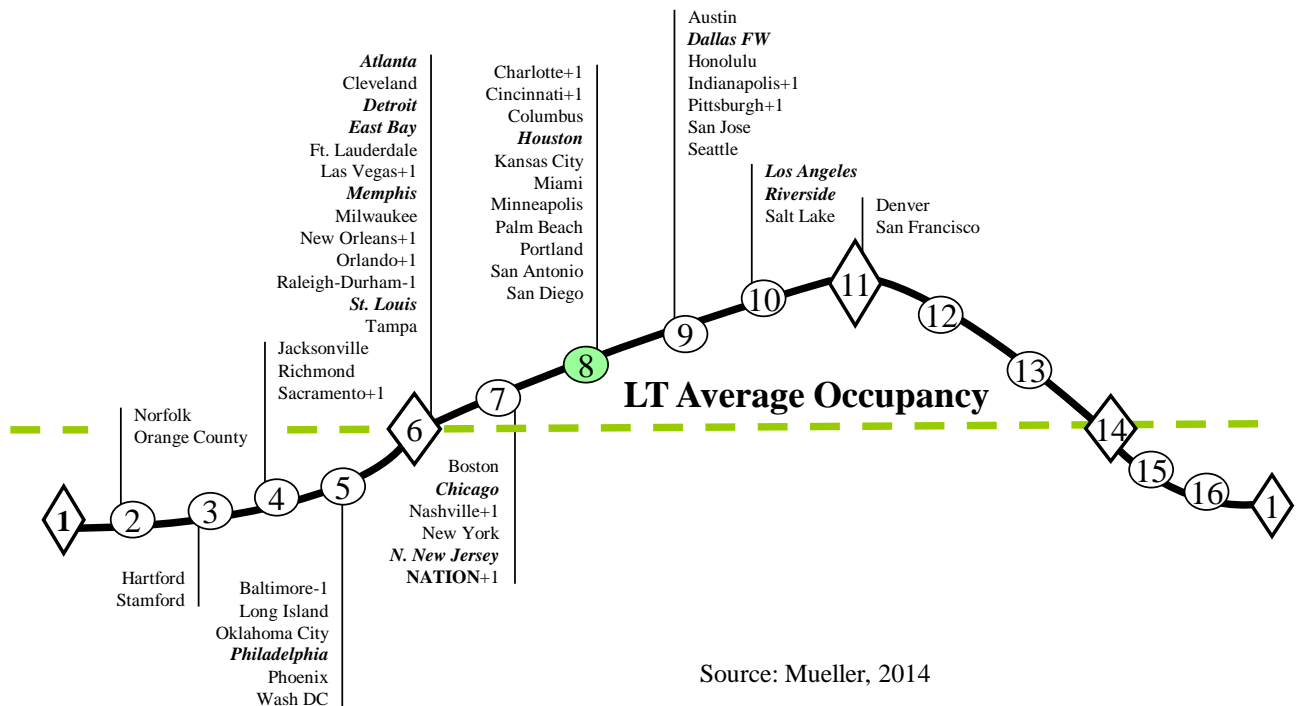 Austin
Dallas FW
Honolulu
Indianapolis+1
Pittsburgh+1
San Jose
Seattle
Atlanta
Cleveland
Detroit
East Bay
Ft. Lauderdale
Las Vegas+1
Memphis
Milwaukee
New Orleans+1
Orlando+1
Raleigh-Durham-1
St. Louis
Tampa
Charlotte+1
Cincinnati+1
Columbus
Houston
Kansas City
Miami
Minneapolis
Palm Beach
Portland
San Antonio
San Diego
Los Angeles
Riverside
Salt Lake
Denver
San Francisco
Jacksonville
Richmond
Sacramento+1
Norfolk
Orange County
LT Average Occupancy
1
2
3
4
5
6
7
8
9
10
11
12
13
14
15
16
1
Boston
Chicago
Nashville+1
New York
N. New Jersey
NATION+1
Hartford
Stamford
Baltimore-1
Long Island
Oklahoma City
Philadelphia
Phoenix
Wash DC
Source: Mueller, 2014